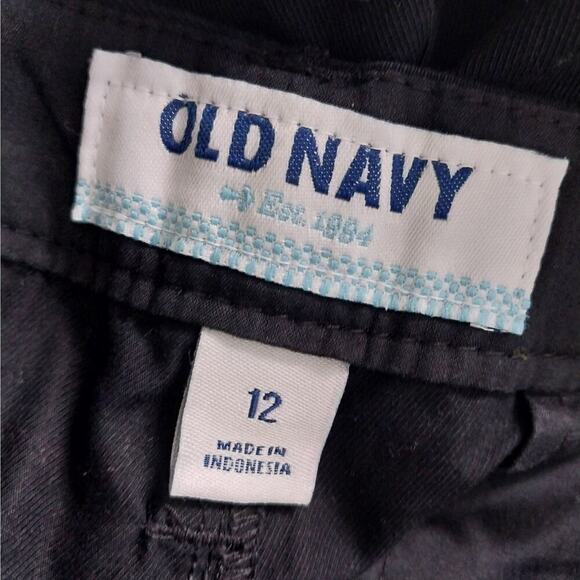 OLD NAVY
Est. 1994
12
MADE IN
INDONESIA